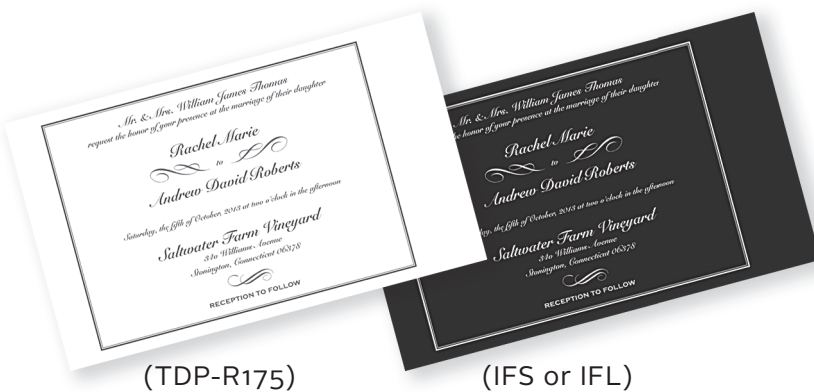 Mr. & Mrs. William James Thomas
request the honor of your presence at the marriage of their daughter
Rachel Marie
to
Andrew David Roberts
Saturday, the fifth of October, 2013 at two o'clock in the afternoon
Saltwater Farm Vineyard
340 Williams Avenue
Stonington, Connecticut 06378
RECEPTION TO FOLLOW
(TDP-R175)
Mr. & Mrs. William James Thomas
honor of your presence at the marriage of their daughter
Rachel Marie
to
Andrew David Roberts
the fifth of October, 2013 at two o'clock in the afternoon
Saltwater Farm Vineyard
340 Williams Avenue
Stonington, Connecticut 06378
RECEPTION TO FOLLOW
(IFS or IFL)